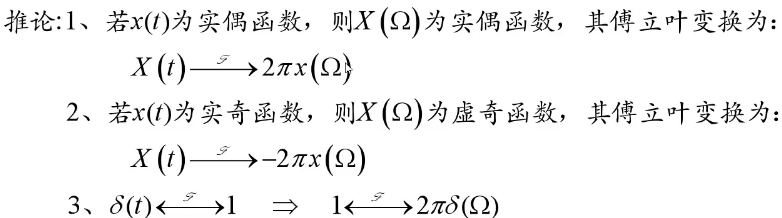 推论:1、若x(t)为实偶函数，则X(Ω)为实偶函数，其傅立叶变换为：
X(t)—ℱ→2πx(Ω)
2、若x(t)为实奇函数，则X(Ω)为虚奇函数，其傅立叶变换为：
X(t)—ℱ→−2πx(Ω)
3、δ(t)←ℱ→1 ⇒ 1←ℱ→2πδ(Ω)